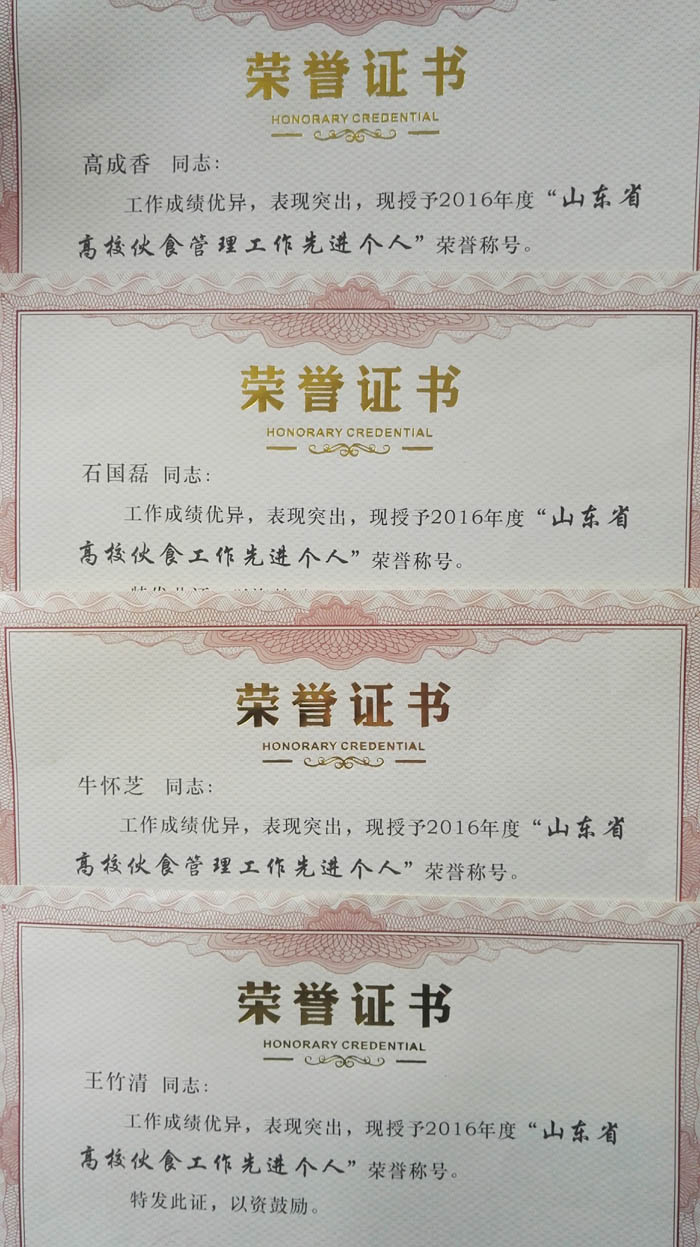 荣誉证书
HONORARY CREDENTIAL
高成香 同志:
工作成绩优异，表现突出，现授予2016年度“山东省
高校伙食管理工作先进个人”荣誉称号。
荣誉证书
HONORARY CREDENTIAL
石国磊 同志:
工作成绩优异，表现突出，现授予2016年度“山东省
高校伙食工作先进个人”荣誉称号。
荣誉证书
HONORARY CREDENTIAL
牛怀芝 同志:
工作成绩优异，表现突出，现授予2016年度“山东省
高校伙食管理工作先进个人”荣誉称号。
荣誉证书
HONORARY CREDENTIAL
王竹清 同志:
工作成绩优异，表现突出，现授予2016年度“山东省
高校伙食工作先进个人”荣誉称号。
特发此证，以资鼓励。